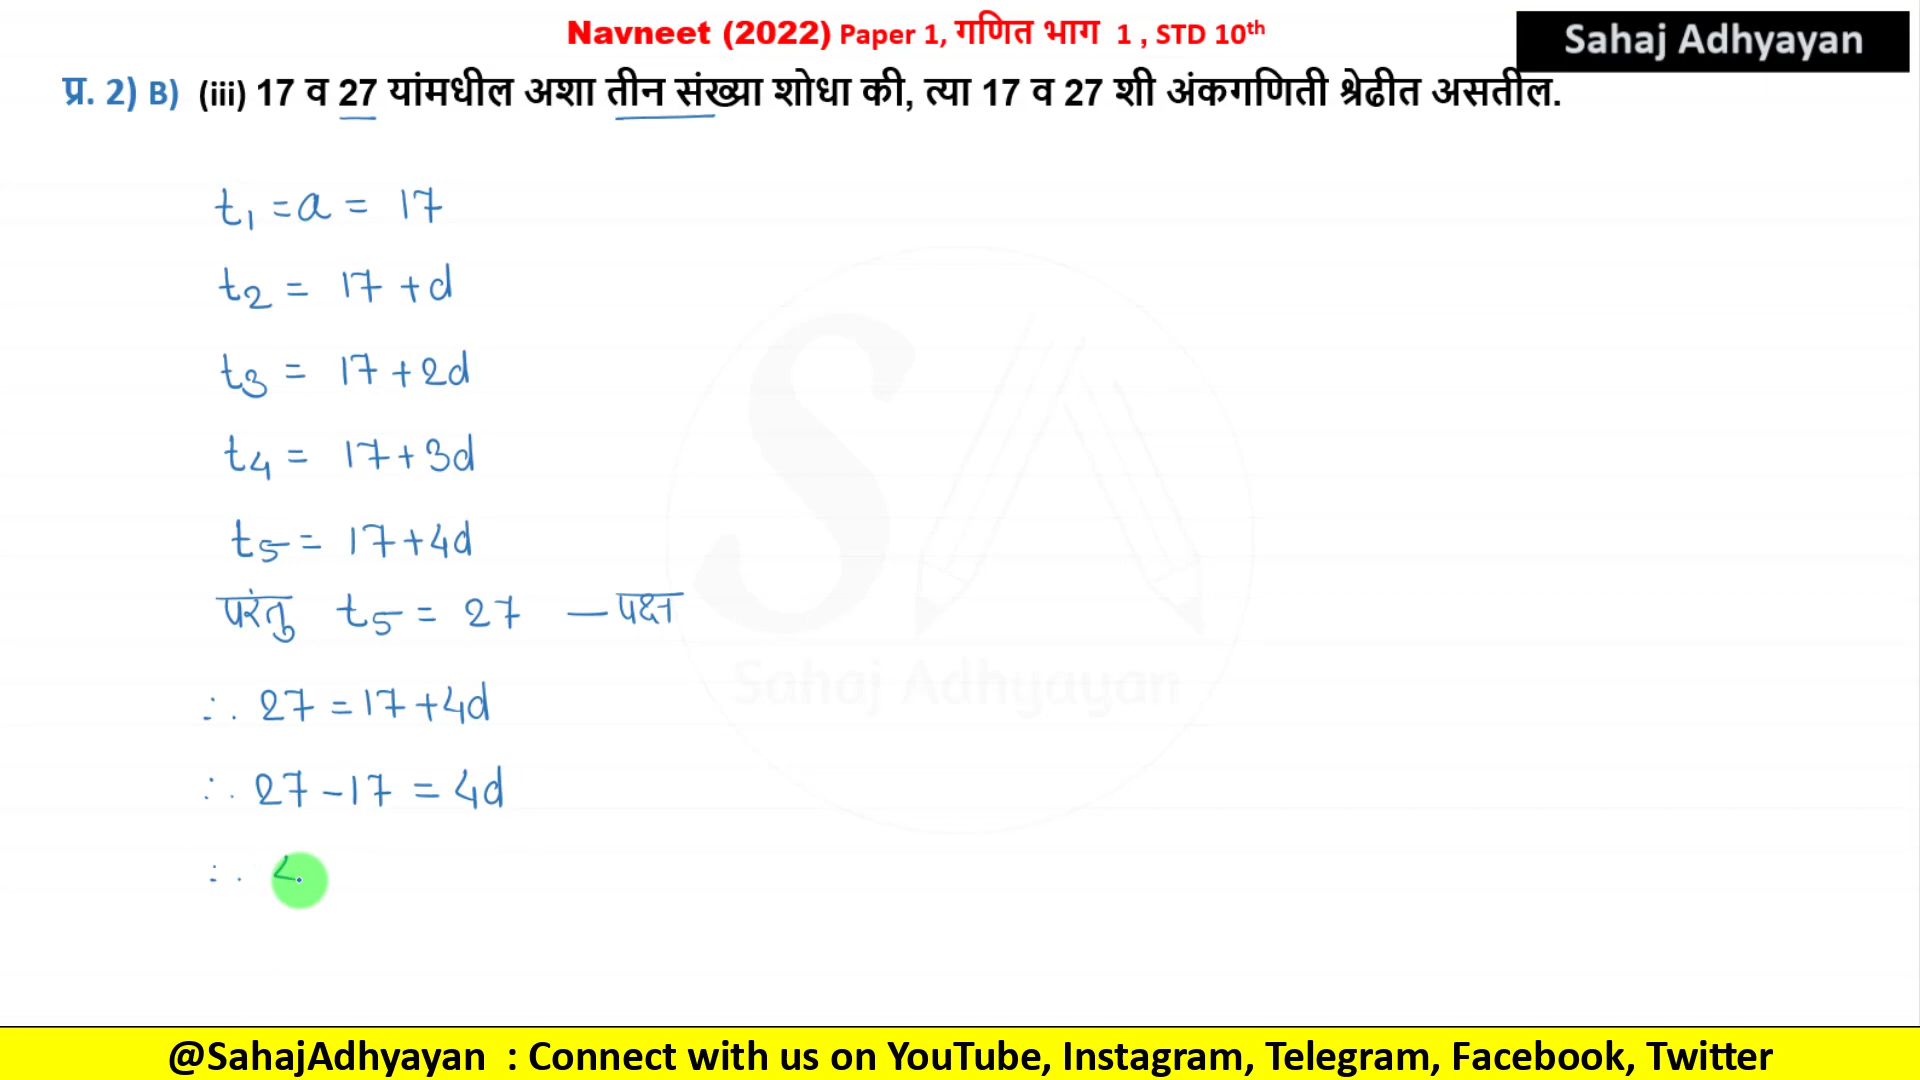 Navneet (2022) Paper 1, गणित भाग 1 , STD 10th
Sahaj Adhyayan
प्र. 2) B) (iii) 17 व 27 यांमधील अशा तीन संख्या शोधा की, त्या 17 व 27 शी अंकगणिती श्रेढीत असतील.
t₁ = a = 17
t₂ = 17 + d
t₃ = 17 + 2d
t₄ = 17 + 3d
t₅ = 17 + 4d
परंतु t₅ = 27 — पक्ष
∴ 27 = 17 + 4d
∴ 27 - 17 = 4d
∴
Sahaj Adhyayan
@SahajAdhyayan : Connect with us on YouTube, Instagram, Telegram, Facebook, Twitter